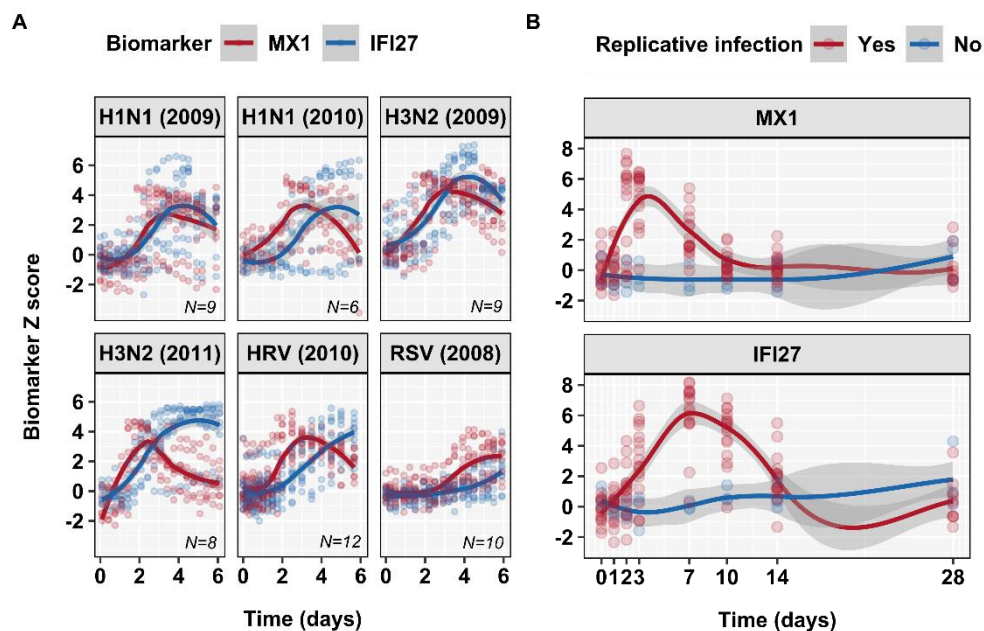 A
Biomarker MX1 IFI27
H1N1 (2009) H1N1 (2010) H3N2 (2009)
6
4
2
0
-2
N=9 N=6 N=9
H3N2 (2011) HRV (2010) RSV (2008)
6
4
2
0
-2
N=8 N=12 N=10
0 2 4 6 0 2 4 6 0 2 4 6
Time (days)
Biomarker Z score
B
Replicative infection Yes No
MX1
8
6
4
2
0
-2
IFI27
8
6
4
2
0
-2
0 1 2 3 7 10 14 28
Time (days)